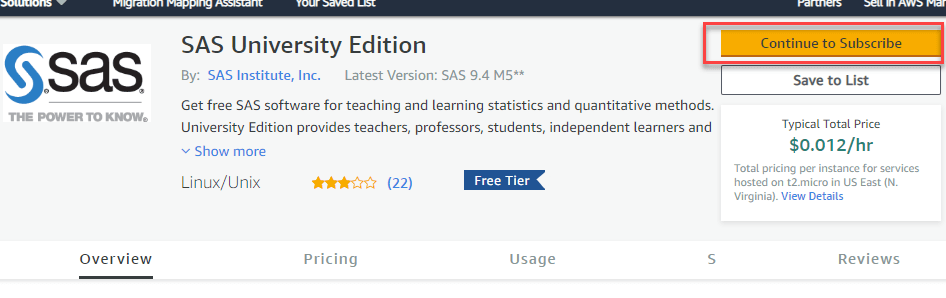 Solutions
Migration Mapping Assistant
Your Saved List
Partners
Sell in AWS Mar
SAS University Edition
Continue to Subscribe
By: SAS Institute, Inc. Latest Version: SAS 9.4 M5**
Save to List
sas
THE POWER TO KNOW®
Get free SAS software for teaching and learning statistics and quantitative methods.
University Edition provides teachers, professors, students, independent learners and
Show more
Linux/Unix
(22)
Free Tier
Typical Total Price
$0.012/hr
Total pricing per instance for services
hosted on t2.micro in US East (N.
Virginia). View Details
Overview
Pricing
Usage
S
Reviews